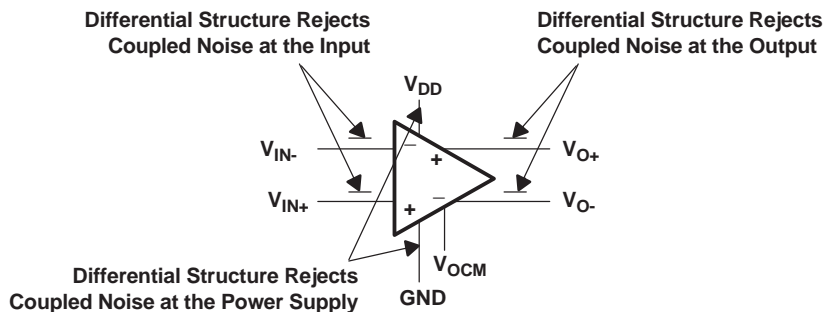 Differential Structure Rejects
Coupled Noise at the Input
Differential Structure Rejects
Coupled Noise at the Output
VDD
VIN-
VIN+
VO+
VO-
– +
+ –
VOCM
GND
Differential Structure Rejects
Coupled Noise at the Power Supply